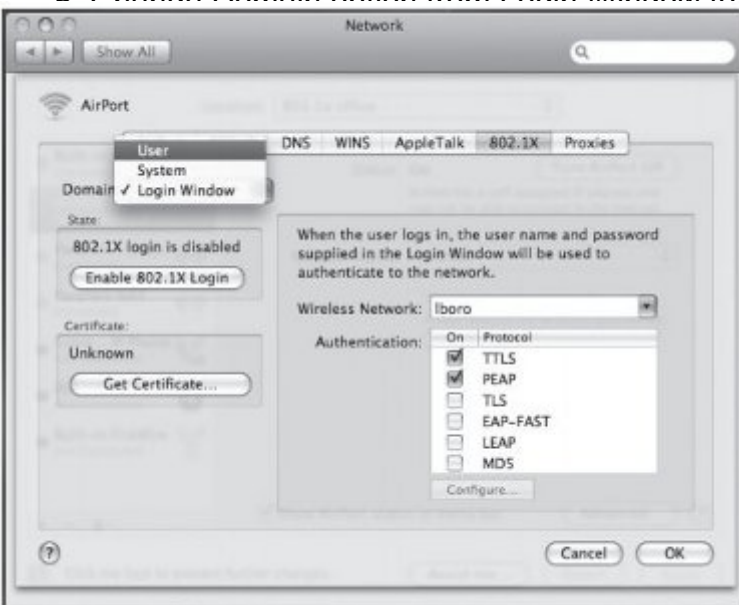 Network
Show All
AirPort
DNS WINS AppleTalk 802.1X Proxies
User
System
Domain ✓ Login Window
State:
802.1X login is disabled
Enable 802.1X Login
Certificate:
Unknown
Get Certificate...
When the user logs in, the user name and password
supplied in the Login Window will be used to
authenticate to the network.
Wireless Network: lboro
Authentication:
On Protocol
TTLS
PEAP
TLS
EAP-FAST
LEAP
MD5
Configure...
?
Cancel OK